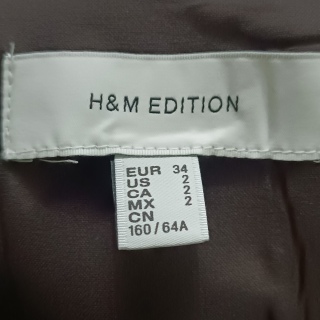 H&M EDITION
EUR 34
US 2
CA 2
MX 2
CN
160/64A